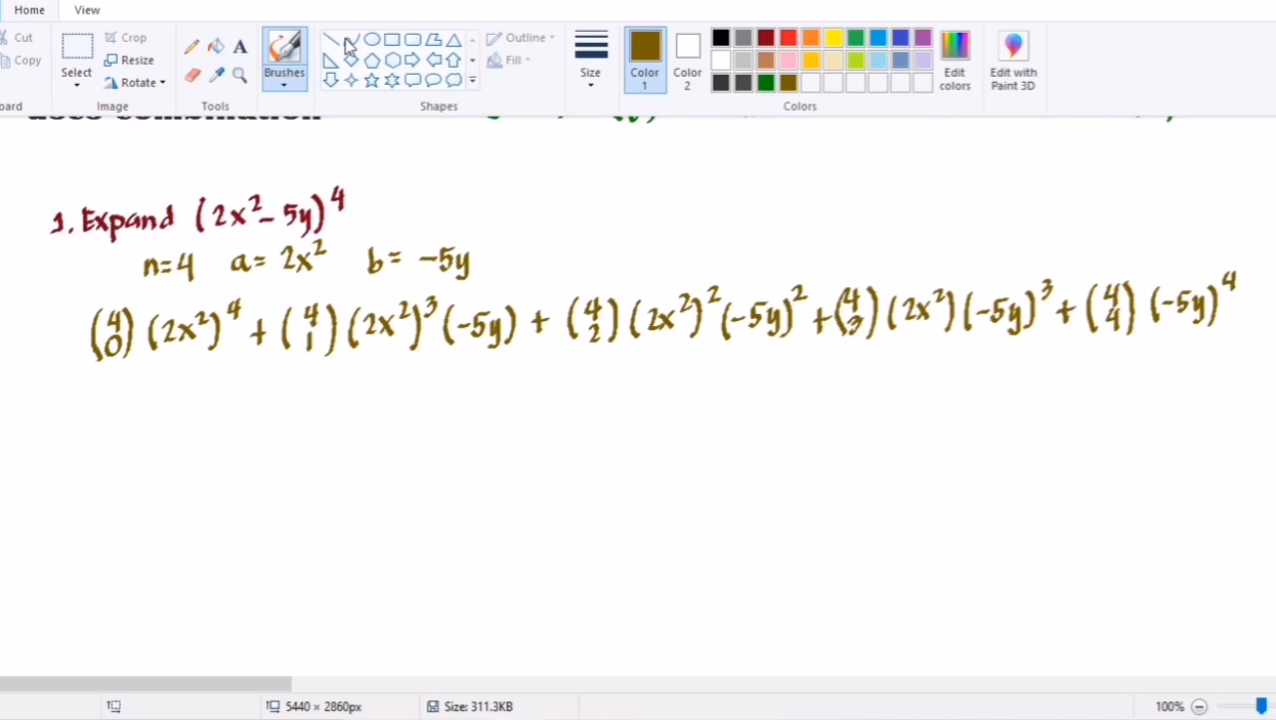 Home View
Cut
Copy
oard
Select
Crop
Resize
Rotate
Image
Tools
Brushes
Outline
Fill
Shapes
Size
Color 1
Color 2
Edit colors
Colors
Edit with Paint 3D
1. Expand (2x² - 5y)⁴
n=4 a= 2x² b= -5y
(4 0) (2x²)⁴ + (4 1) (2x²)³ (-5y) + (4 2) (2x²)² (-5y)² + (4 3) (2x²) (-5y)³ + (4 4) (-5y)⁴
5440 × 2860px Size: 311.3KB 100%